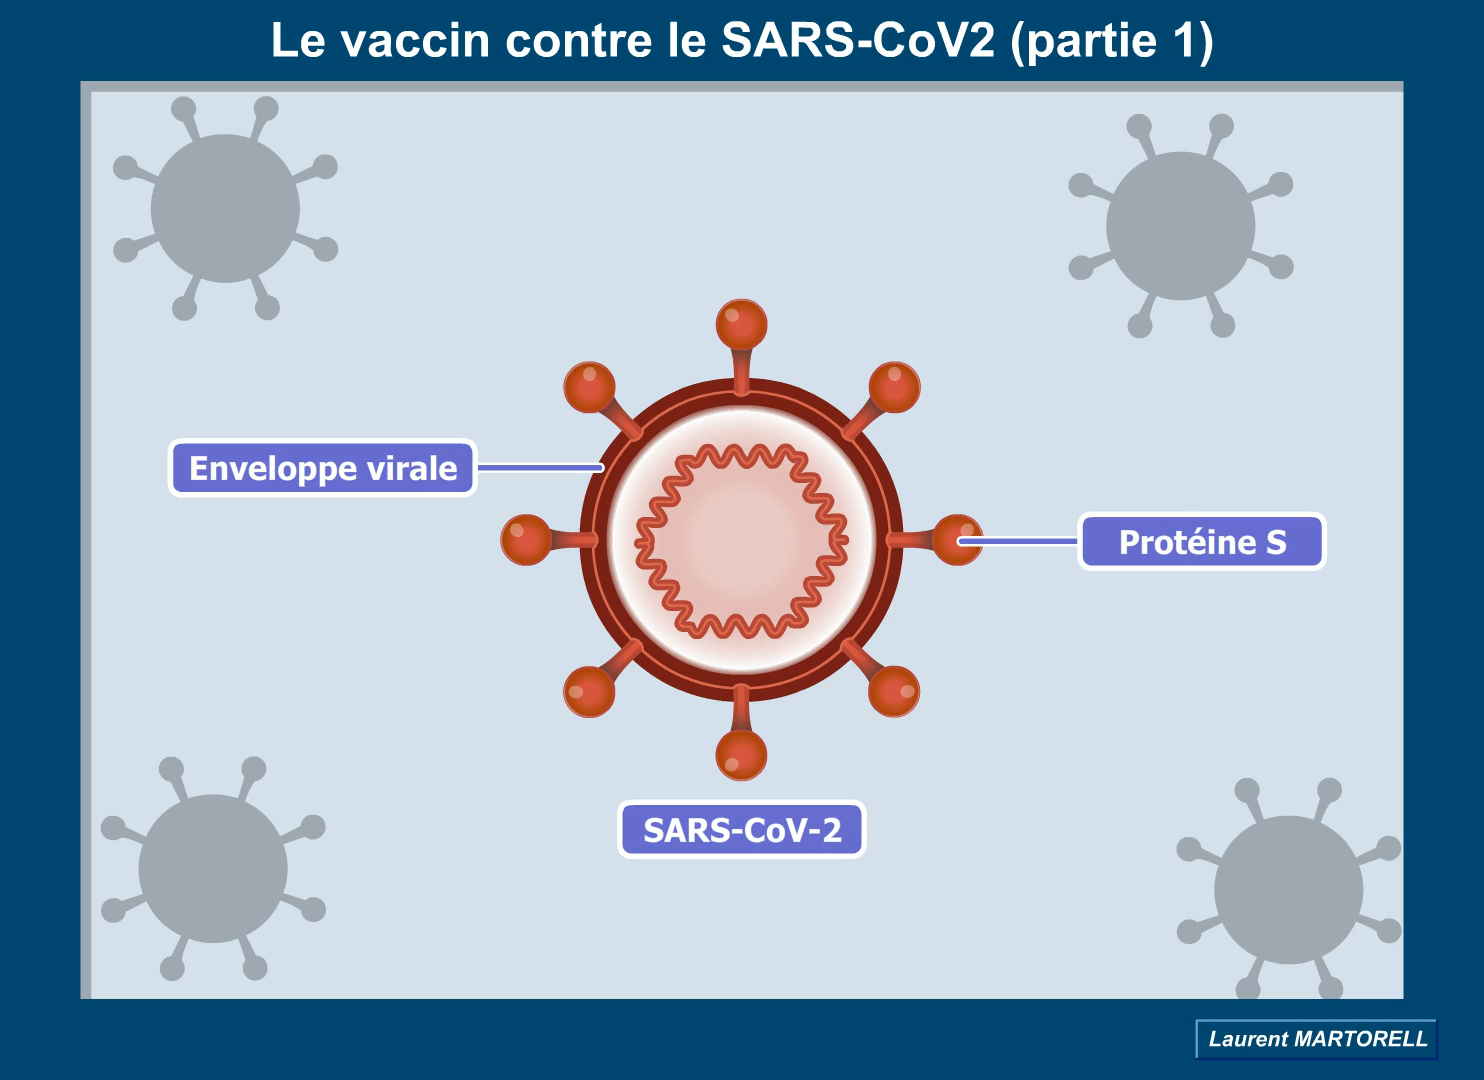 Le vaccin contre le SARS-CoV2 (partie 1)
Enveloppe virale
Protéine S
SARS-CoV-2
Laurent MARTORELL